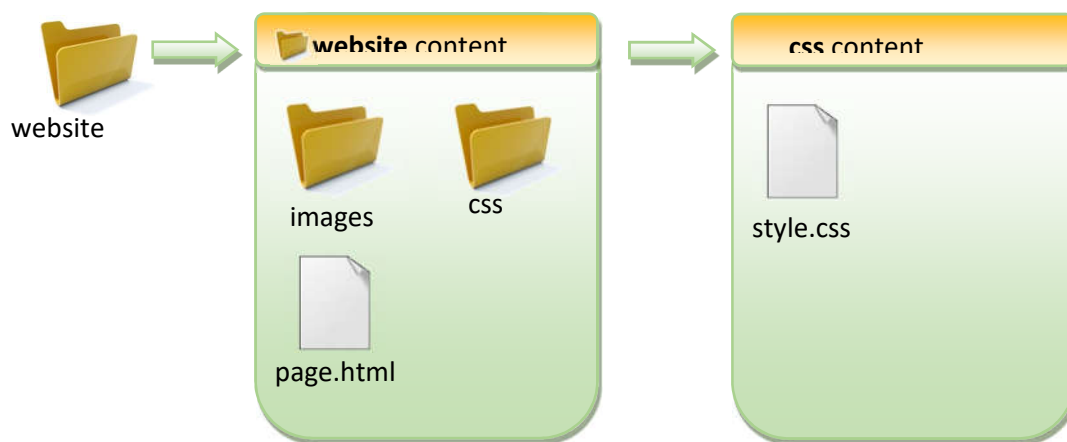 website content
css content
website
images
css
style.css
page.html